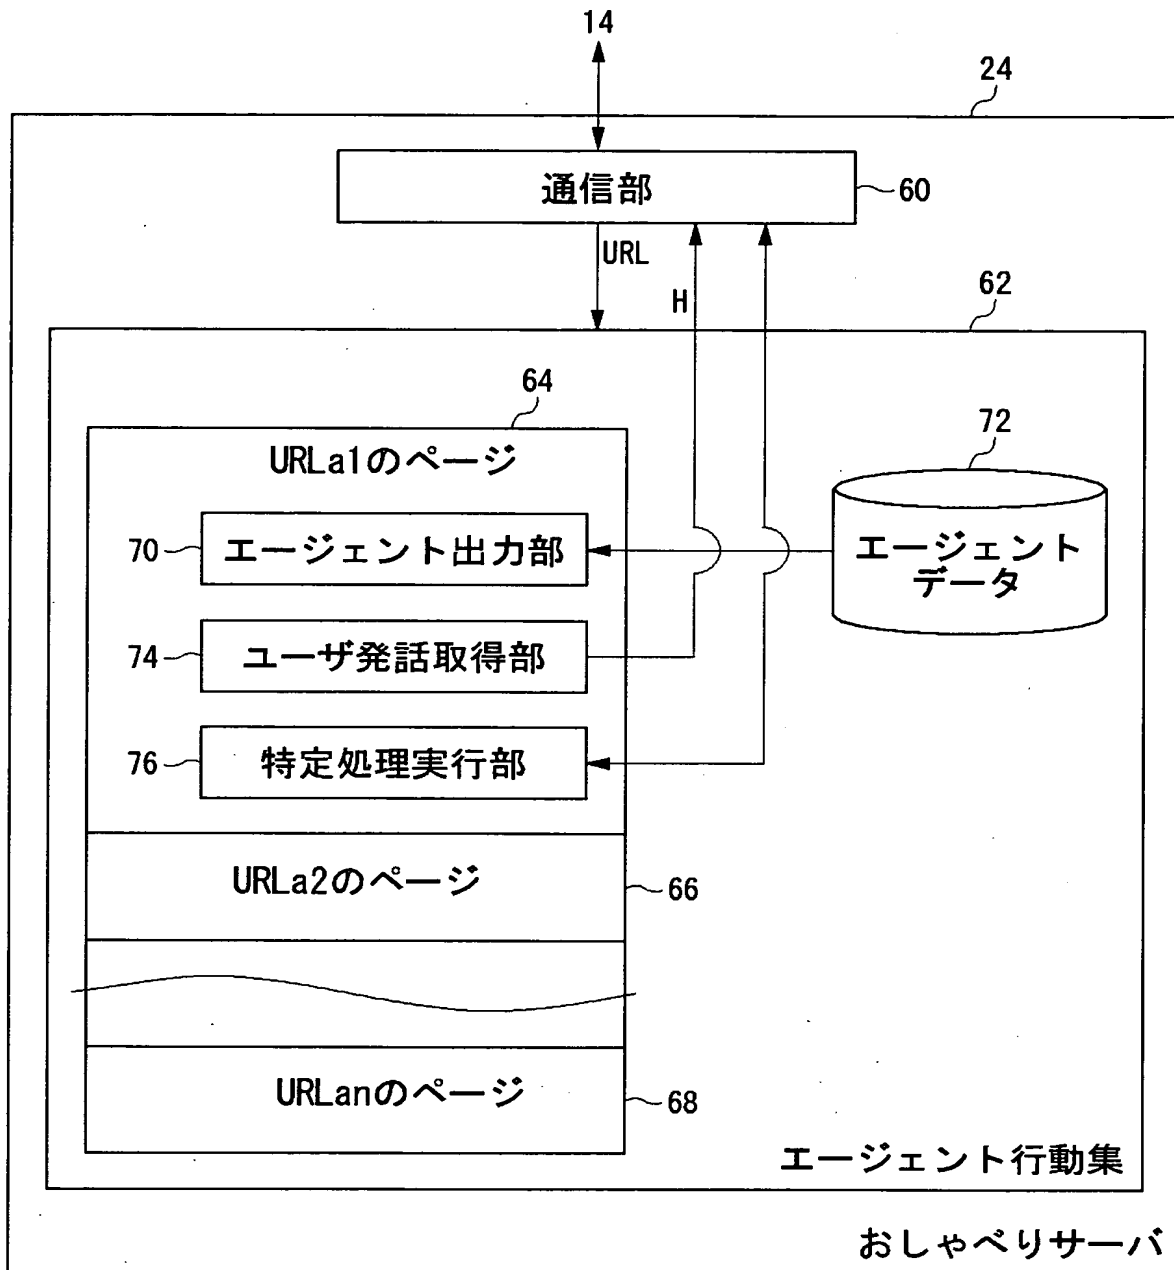 14
24
通信部
60
URL
H
62
64
URLa1のページ
72
70
エージェント出力部
エージェント
データ
74
ユーザ発話取得部
76
特定処理実行部
URLa2のページ
66
URLanのページ
68
エージェント行動集
おしゃべりサーバ